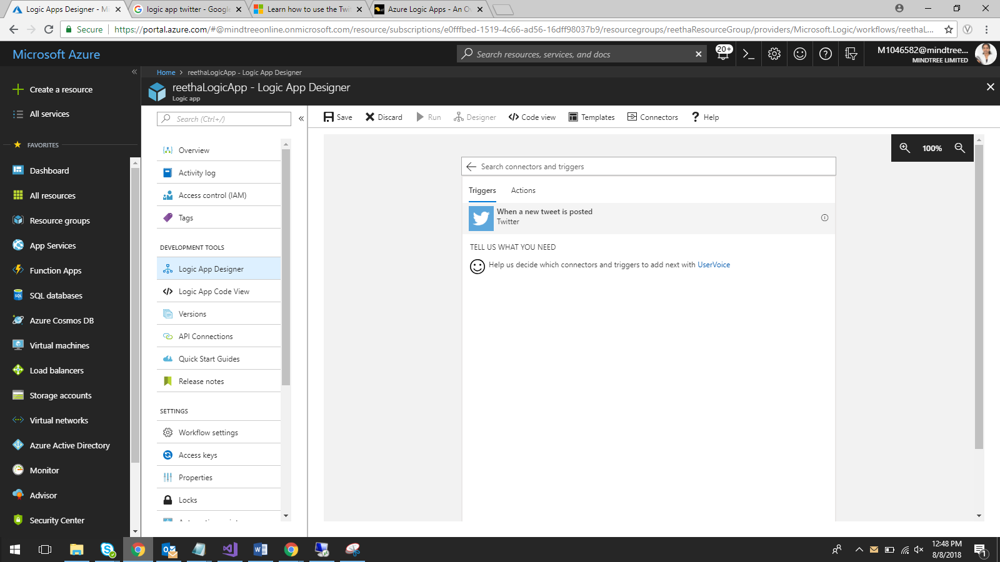 Logic Apps Designer - Mi
logic app twitter - Google
Learn how to use the Twi
Azure Logic Apps - An O
Secure
https://portal.azure.com/#@mindtreeonline.onmicrosoft.com/resource/subscriptions/e0fffbed-1519-4c66-ad56-16dff98037b9/resourcegroups/reethaResourceGroup/providers/Microsoft.Logic/workflows/reethaL...
Microsoft Azure
Search resources, services, and docs
20+
M1046582@mindtree...
MINDTREE LIMITED
Create a resource
All services
FAVORITES
Dashboard
All resources
Resource groups
App Services
Function Apps
SQL databases
Azure Cosmos DB
Virtual machines
Load balancers
Storage accounts
Virtual networks
Azure Active Directory
Monitor
Advisor
Security Center
Home > reethaLogicApp - Logic App Designer
reethaLogicApp - Logic App Designer
Logic app
Search (Ctrl+/)
Overview
Activity log
Access control (IAM)
Tags
DEVELOPMENT TOOLS
Logic App Designer
Logic App Code View
Versions
API Connections
Quick Start Guides
Release notes
SETTINGS
Workflow settings
Access keys
Properties
Locks
Save
Discard
Run
Designer
Code view
Templates
Connectors
Help
100%
Search connectors and triggers
Triggers
Actions
When a new tweet is posted
Twitter
TELL US WHAT YOU NEED
Help us decide which connectors and triggers to add next with UserVoice
12:48 PM
8/8/2018
1